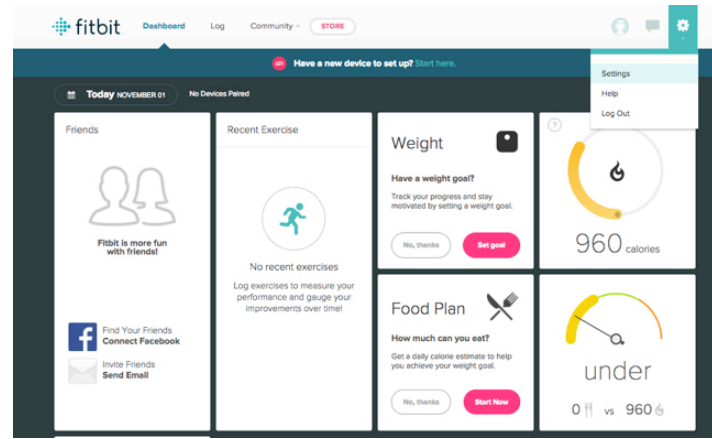 fitbit Dashboard Log Community STORE
Have a new device to set up? Start here.
Settings
Help
Log Out
Today NOVEMBER 01 No Devices Paired
Friends
Fitbit is more fun
with friends!
Find Your Friends
Connect Facebook
Invite Friends
Send Email
Recent Exercise
No recent exercises
Log exercises to measure your
performance and gauge your
improvements over time!
Weight
Have a weight goal?
Track your progress and stay
motivated by setting a weight goal.
No, thanks Set goal
Food Plan
How much can you eat?
Get a daily calorie estimate to help
you achieve your weight goal.
No, thanks Start Now
?
960 calories
under
0 vs 960